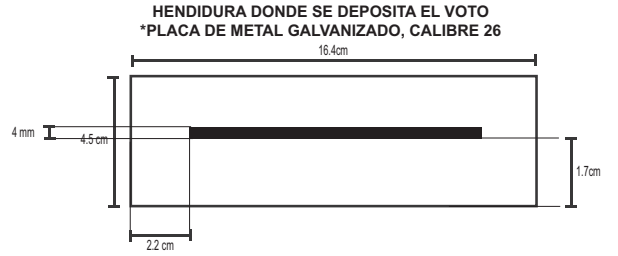 HENDIDURA DONDE SE DEPOSITA EL VOTO
*PLACA DE METAL GALVANIZADO, CALIBRE 26
16.4cm
4 mm
4.5 cm
1.7cm
2.2 cm